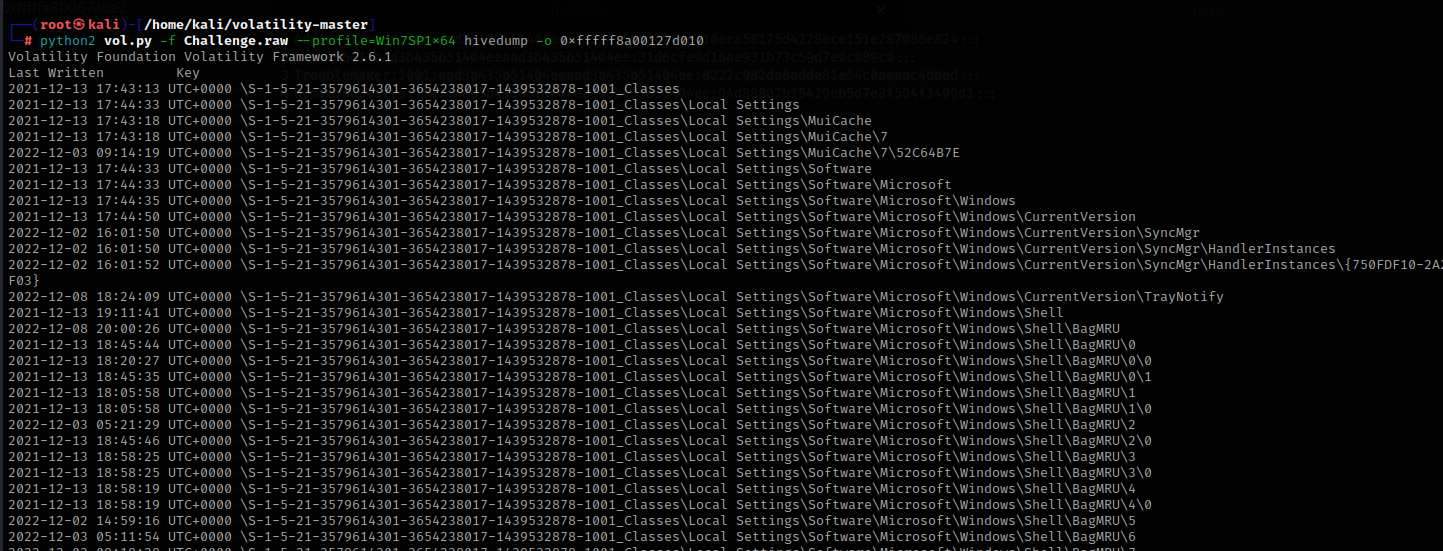 ┌──(root㉿kali)-[/home/kali/volatility-master]
└─# python2 vol.py -f Challenge.raw --profile=Win7SP1×64 hivedump -o 0×fffff8a00127d010
Volatility Foundation Volatility Framework 2.6.1
Last Written Key
2021-12-13 17:43:13 UTC+0000 \S-1-5-21-3579614301-3654238017-1439532878-1001_Classes
2021-12-13 17:44:33 UTC+0000 \S-1-5-21-3579614301-3654238017-1439532878-1001_Classes\Local Settings
2021-12-13 17:43:18 UTC+0000 \S-1-5-21-3579614301-3654238017-1439532878-1001_Classes\Local Settings\MuiCache
2021-12-13 17:43:18 UTC+0000 \S-1-5-21-3579614301-3654238017-1439532878-1001_Classes\Local Settings\MuiCache\7
2022-12-03 09:14:19 UTC+0000 \S-1-5-21-3579614301-3654238017-1439532878-1001_Classes\Local Settings\MuiCache\7\52C64B7E
2021-12-13 17:44:33 UTC+0000 \S-1-5-21-3579614301-3654238017-1439532878-1001_Classes\Local Settings\Software
2021-12-13 17:44:33 UTC+0000 \S-1-5-21-3579614301-3654238017-1439532878-1001_Classes\Local Settings\Software\Microsoft
2021-12-13 17:44:35 UTC+0000 \S-1-5-21-3579614301-3654238017-1439532878-1001_Classes\Local Settings\Software\Microsoft\Windows
2021-12-13 17:44:50 UTC+0000 \S-1-5-21-3579614301-3654238017-1439532878-1001_Classes\Local Settings\Software\Microsoft\Windows\CurrentVersion
2022-12-02 16:01:50 UTC+0000 \S-1-5-21-3579614301-3654238017-1439532878-1001_Classes\Local Settings\Software\Microsoft\Windows\CurrentVersion\SyncMgr
2022-12-02 16:01:50 UTC+0000 \S-1-5-21-3579614301-3654238017-1439532878-1001_Classes\Local Settings\Software\Microsoft\Windows\CurrentVersion\SyncMgr\HandlerInstances
2022-12-02 16:01:52 UTC+0000 \S-1-5-21-3579614301-3654238017-1439532878-1001_Classes\Local Settings\Software\Microsoft\Windows\CurrentVersion\SyncMgr\HandlerInstances\{750FDF10-2A2
F03}
2022-12-08 18:24:09 UTC+0000 \S-1-5-21-3579614301-3654238017-1439532878-1001_Classes\Local Settings\Software\Microsoft\Windows\CurrentVersion\TrayNotify
2021-12-13 19:11:41 UTC+0000 \S-1-5-21-3579614301-3654238017-1439532878-1001_Classes\Local Settings\Software\Microsoft\Windows\Shell
2022-12-08 20:00:26 UTC+0000 \S-1-5-21-3579614301-3654238017-1439532878-1001_Classes\Local Settings\Software\Microsoft\Windows\Shell\BagMRU
2021-12-13 18:45:44 UTC+0000 \S-1-5-21-3579614301-3654238017-1439532878-1001_Classes\Local Settings\Software\Microsoft\Windows\Shell\BagMRU\0
2021-12-13 18:20:27 UTC+0000 \S-1-5-21-3579614301-3654238017-1439532878-1001_Classes\Local Settings\Software\Microsoft\Windows\Shell\BagMRU\0\0
2021-12-13 18:45:35 UTC+0000 \S-1-5-21-3579614301-3654238017-1439532878-1001_Classes\Local Settings\Software\Microsoft\Windows\Shell\BagMRU\0\1
2021-12-13 18:05:58 UTC+0000 \S-1-5-21-3579614301-3654238017-1439532878-1001_Classes\Local Settings\Software\Microsoft\Windows\Shell\BagMRU\1
2021-12-13 18:05:58 UTC+0000 \S-1-5-21-3579614301-3654238017-1439532878-1001_Classes\Local Settings\Software\Microsoft\Windows\Shell\BagMRU\1\0
2022-12-03 05:21:29 UTC+0000 \S-1-5-21-3579614301-3654238017-1439532878-1001_Classes\Local Settings\Software\Microsoft\Windows\Shell\BagMRU\2
2021-12-13 18:45:46 UTC+0000 \S-1-5-21-3579614301-3654238017-1439532878-1001_Classes\Local Settings\Software\Microsoft\Windows\Shell\BagMRU\2\0
2021-12-13 18:58:25 UTC+0000 \S-1-5-21-3579614301-3654238017-1439532878-1001_Classes\Local Settings\Software\Microsoft\Windows\Shell\BagMRU\3
2021-12-13 18:58:25 UTC+0000 \S-1-5-21-3579614301-3654238017-1439532878-1001_Classes\Local Settings\Software\Microsoft\Windows\Shell\BagMRU\3\0
2021-12-13 18:58:19 UTC+0000 \S-1-5-21-3579614301-3654238017-1439532878-1001_Classes\Local Settings\Software\Microsoft\Windows\Shell\BagMRU\4
2021-12-13 18:58:19 UTC+0000 \S-1-5-21-3579614301-3654238017-1439532878-1001_Classes\Local Settings\Software\Microsoft\Windows\Shell\BagMRU\4\0
2022-12-02 14:59:16 UTC+0000 \S-1-5-21-3579614301-3654238017-1439532878-1001_Classes\Local Settings\Software\Microsoft\Windows\Shell\BagMRU\5
2022-12-03 05:11:54 UTC+0000 \S-1-5-21-3579614301-3654238017-1439532878-1001_Classes\Local Settings\Software\Microsoft\Windows\Shell\BagMRU\6